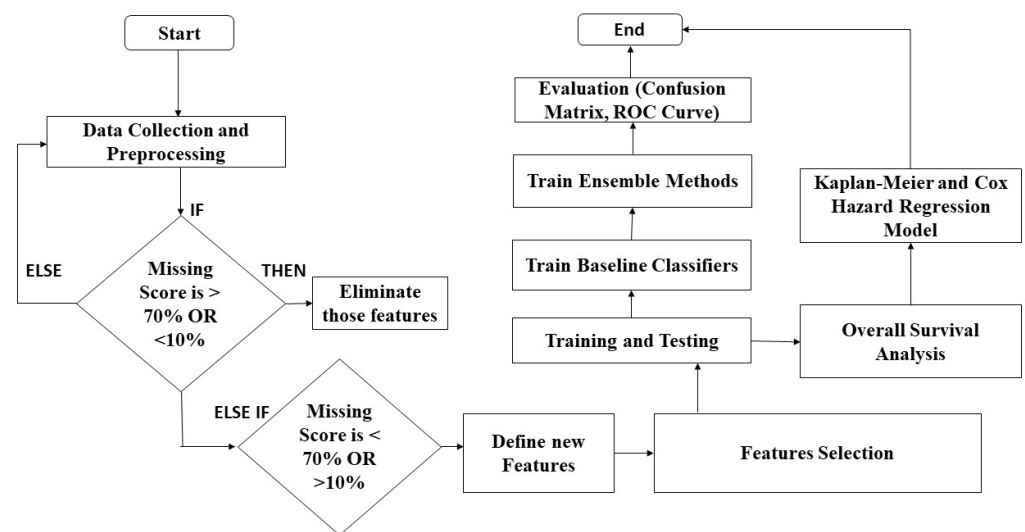 Start
Data Collection and
Preprocessing
IF
ELSE
Missing
Score is >
70% OR
<10%
THEN
Eliminate
those features
ELSE IF
Missing
Score is <
70% OR
>10%
Define new
Features
Features Selection
Training and Testing
Train Baseline Classifiers
Train Ensemble Methods
Evaluation (Confusion
Matrix, ROC Curve)
End
Overall Survival
Analysis
Kaplan-Meier and Cox
Hazard Regression
Model